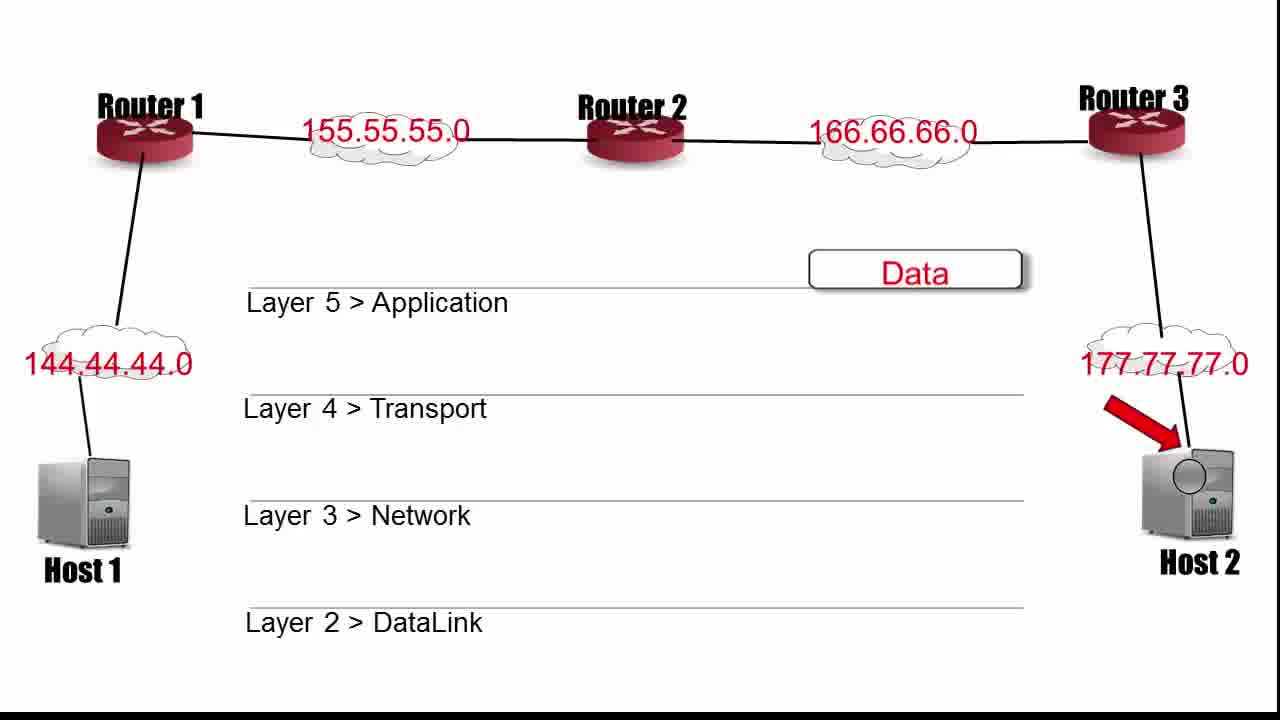 Router 1
Router 2
Router 3
155.55.55.0
166.66.66.0
Data
Layer 5 > Application
144.44.44.0
177.77.77.0
Layer 4 > Transport
Layer 3 > Network
Host 1
Host 2
Layer 2 > DataLink